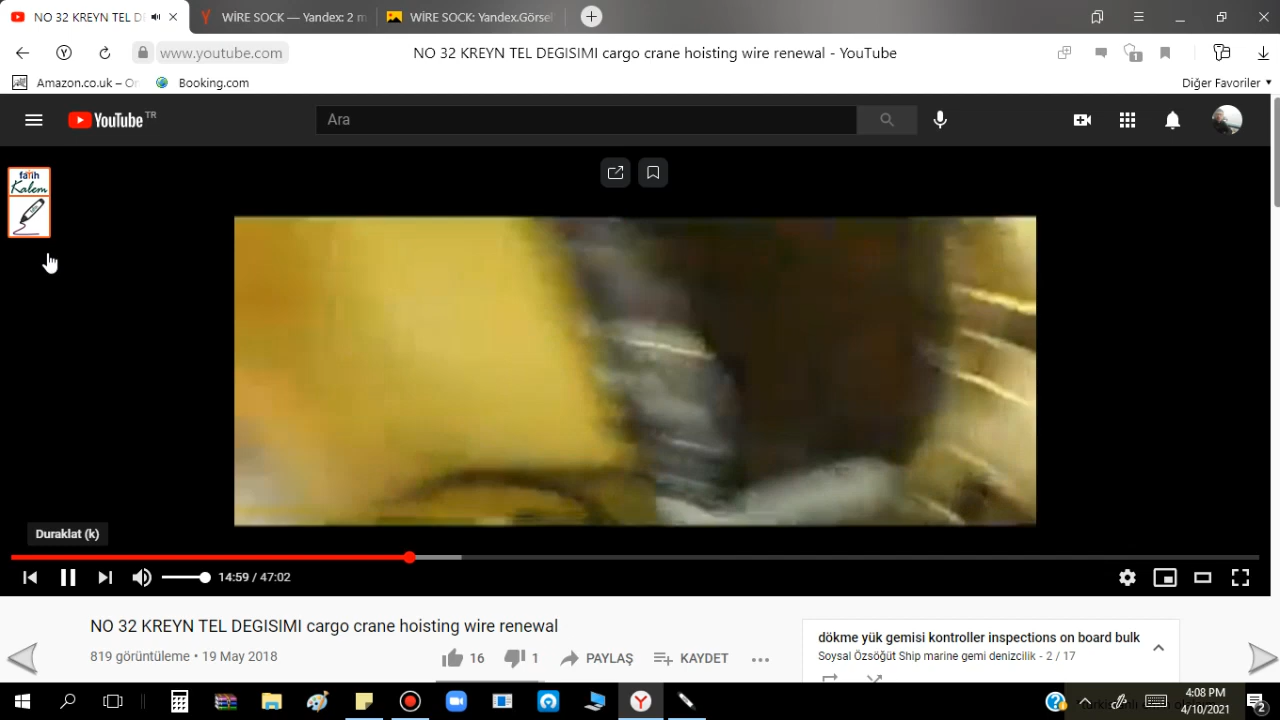 NO 32 KREYN TEL D
WİRE SOCK — Yandex: 2 m
WİRE SOCK: Yandex.Görsel
www.youtube.com
NO 32 KREYN TEL DEGISIMI cargo crane hoisting wire renewal - YouTube
1
Amazon.co.uk – On
Booking.com
Diğer Favoriler
YouTube TR
Ara
fatih
Kalem
Duraklat (k)
14:59 / 47:02
NO 32 KREYN TEL DEGISIMI cargo crane hoisting wire renewal
819 görüntüleme • 19 May 2018
16
1
PAYLAŞ
KAYDET
dökme yük gemisi kontroller inspections on board bulk
Soysal Özsöğüt Ship marine gemi denizcilik - 2 / 17
4:08 PM
4/10/2021
2